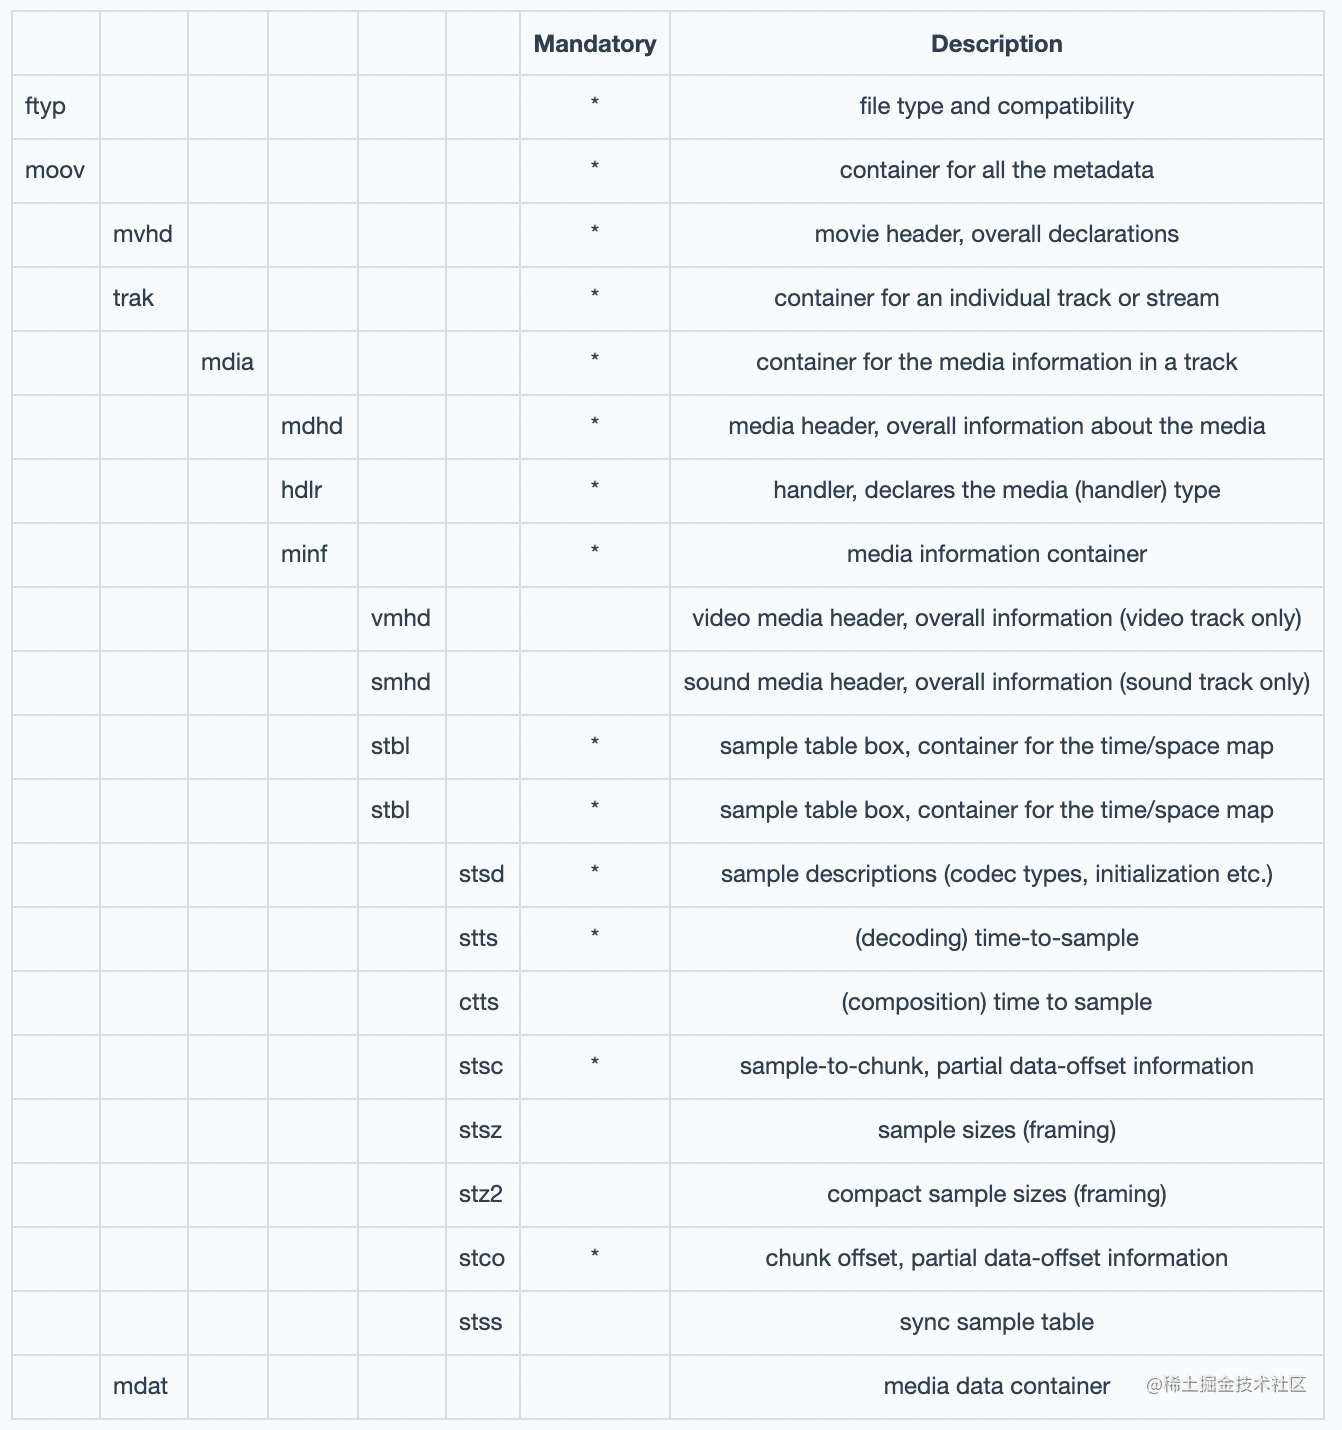 Mandatory Description
ftyp * file type and compatibility
moov * container for all the metadata
mvhd * movie header, overall declarations
trak * container for an individual track or stream
mdia * container for the media information in a track
mdhd * media header, overall information about the media
hdlr * handler, declares the media (handler) type
minf * media information container
vmhd video media header, overall information (video track only)
smhd sound media header, overall information (sound track only)
stbl * sample table box, container for the time/space map
stbl * sample table box, container for the time/space map
stsd * sample descriptions (codec types, initialization etc.)
stts * (decoding) time-to-sample
ctts (composition) time to sample
stsc * sample-to-chunk, partial data-offset information
stsz sample sizes (framing)
stz2 compact sample sizes (framing)
stco * chunk offset, partial data-offset information
stss sync sample table
mdat media data container @稀土掘金技术社区